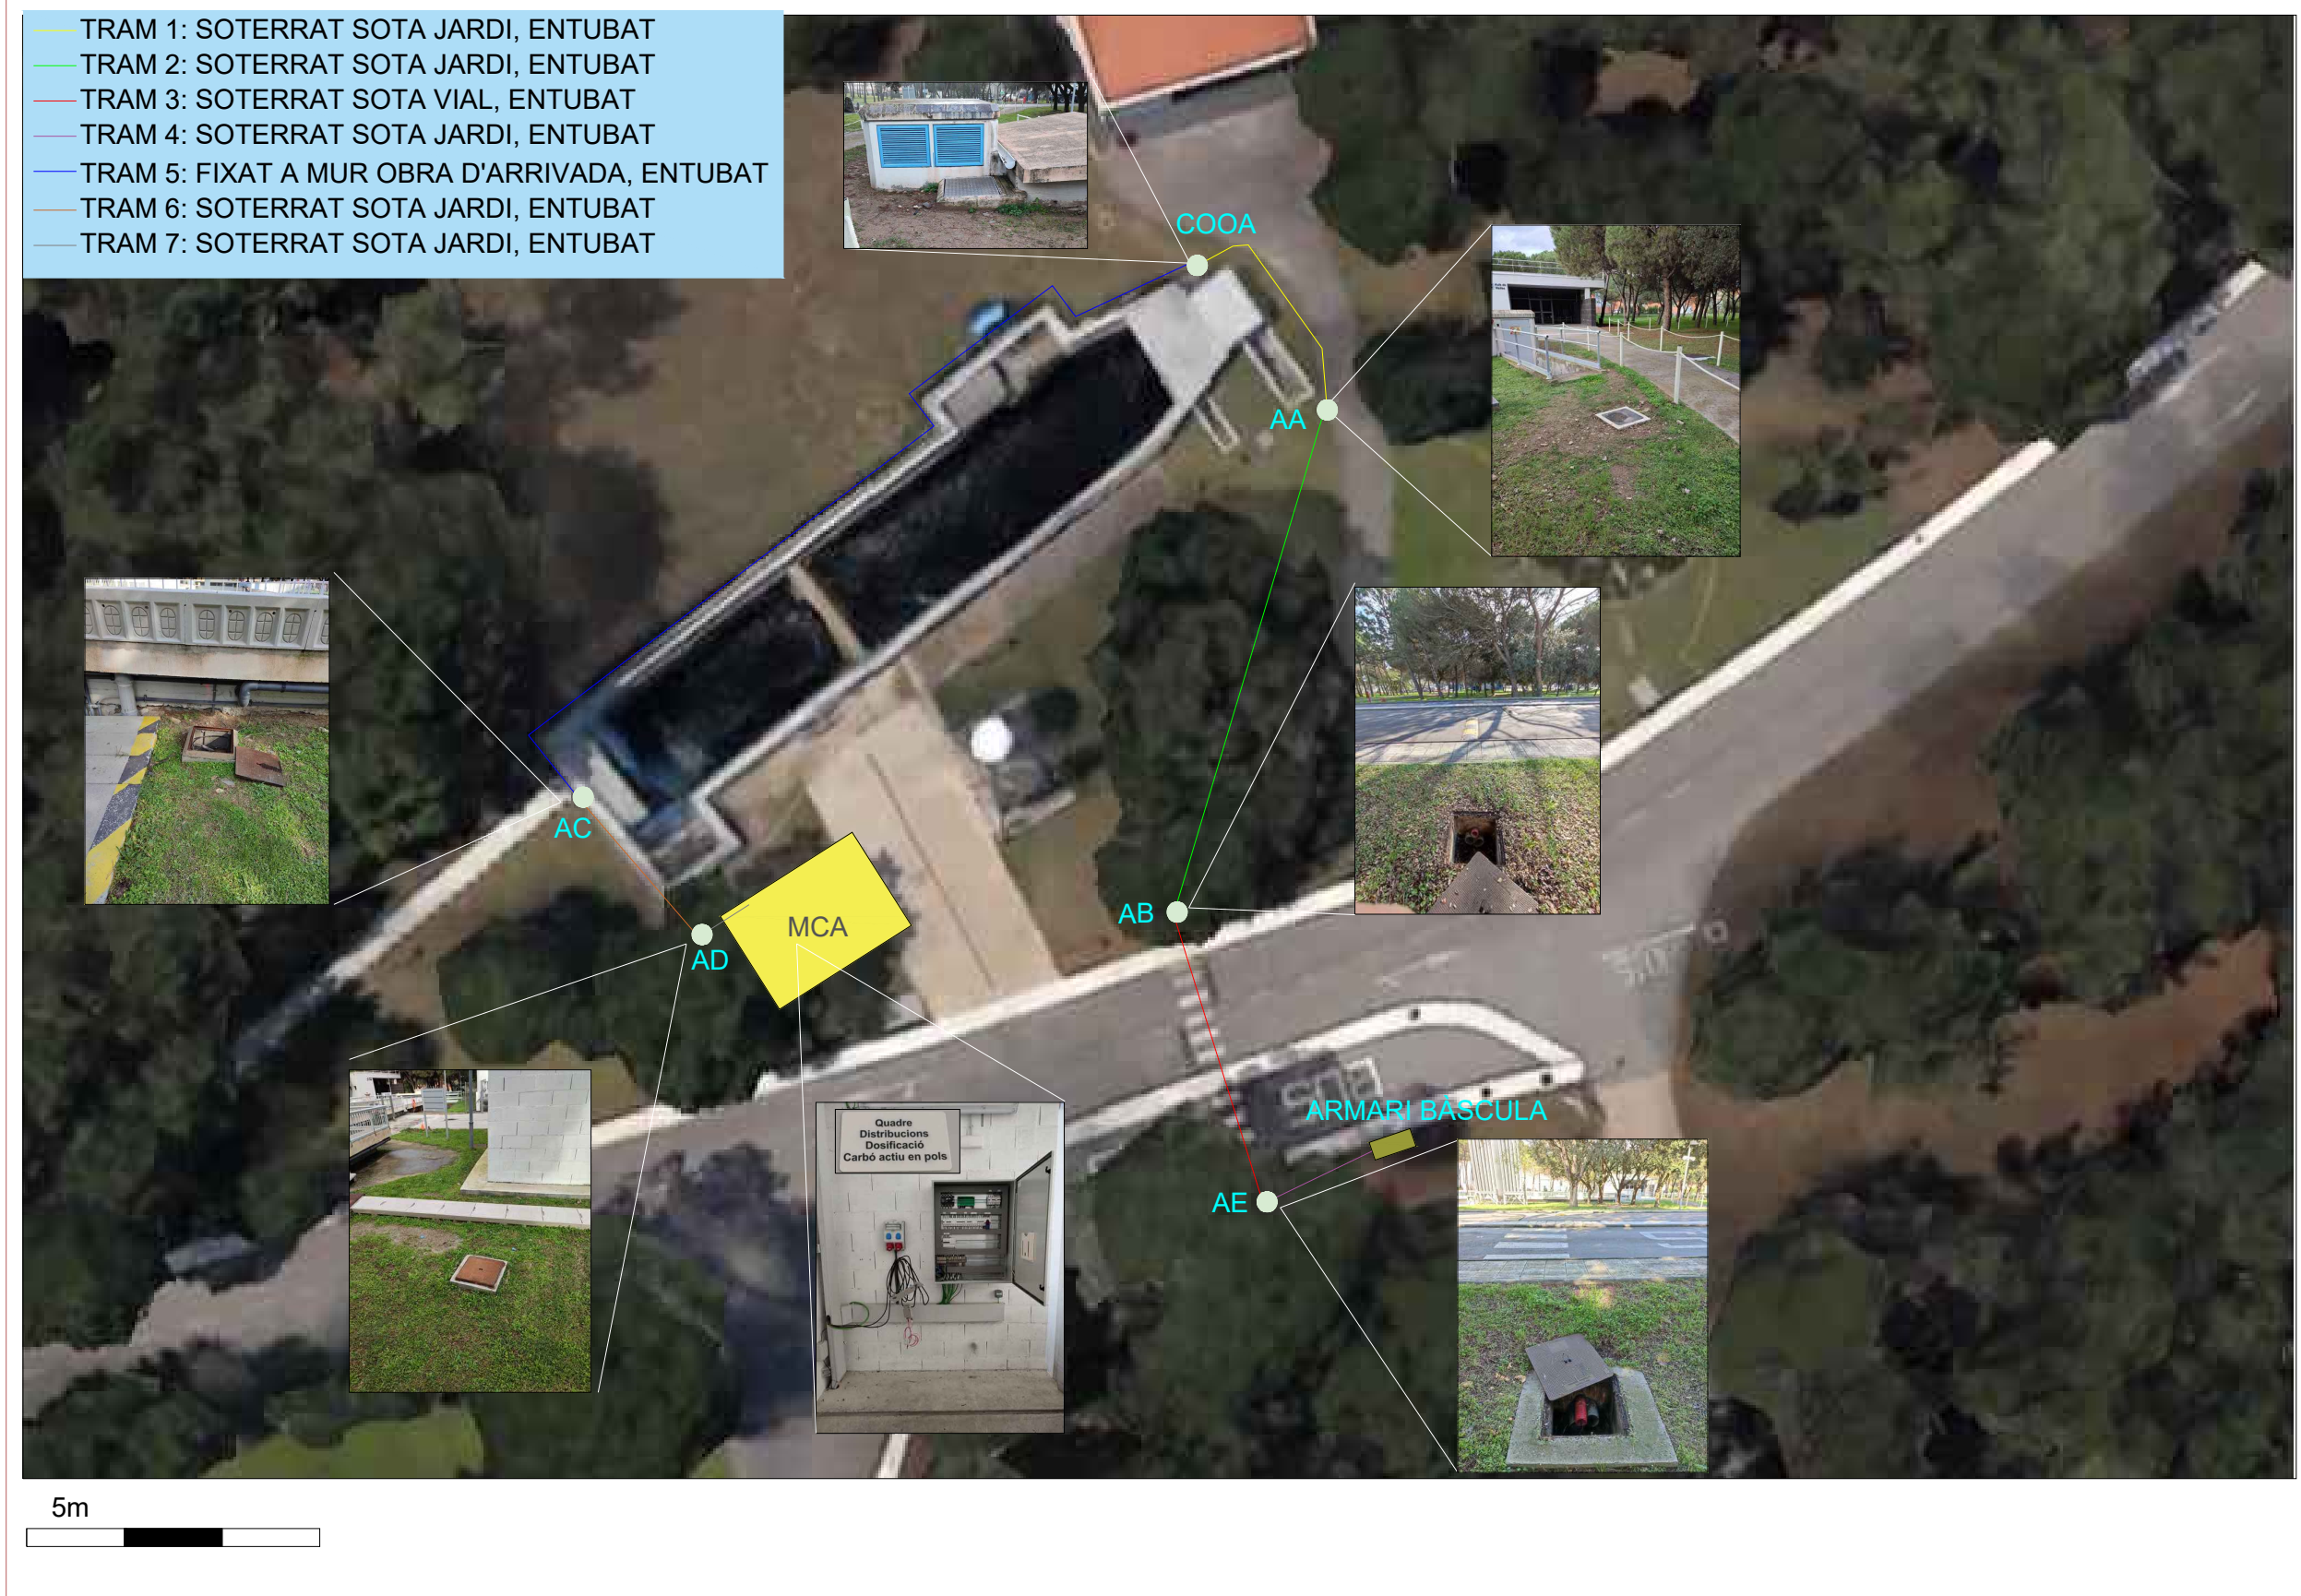 TRAM 1: SOTERRAT SOTA JARDI, ENTUBAT
TRAM 2: SOTERRAT SOTA JARDI, ENTUBAT
TRAM 3: SOTERRAT SOTA VIAL, ENTUBAT
TRAM 4: SOTERRAT SOTA JARDI, ENTUBAT
TRAM 5: FIXAT A MUR OBRA D'ARRIVADA, ENTUBAT
TRAM 6: SOTERRAT SOTA JARDI, ENTUBAT
TRAM 7: SOTERRAT SOTA JARDI, ENTUBAT
COOA
AA
AC
AB
MCA
AD
ARMARI BÀSCULA
AE
Quadre
Distribucions
Dosificació
Carbó actiu en pols
5m